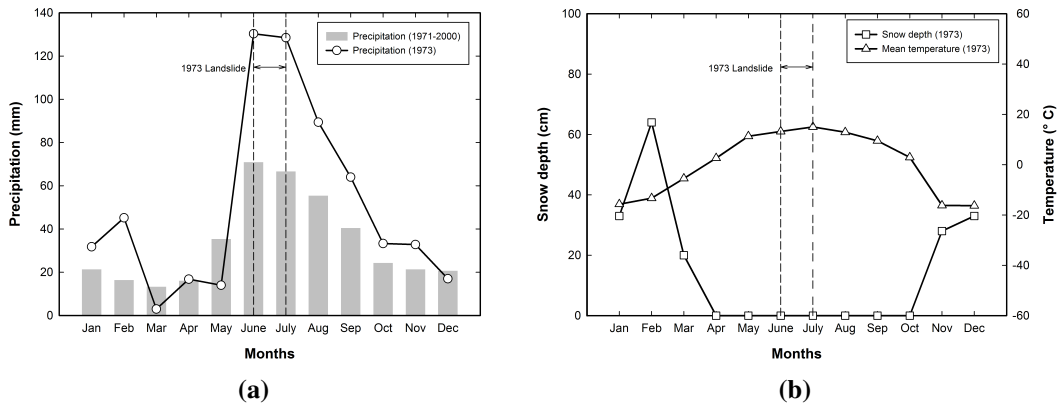 140
120
100
80
60
40
20
0
Precipitation (mm)
Precipitation (1971-2000)
Precipitation (1973)
1973 Landslide
Jan Feb Mar Apr May June July Aug Sep Oct Nov Dec
Months
(a)
100
80
60
40
20
0
Snow depth (cm)
Snow depth (1973)
Mean temperature (1973)
1973 Landslide
60
40
20
0
-20
-40
-60
Temperature (° C)
Jan Feb Mar Apr May June July Aug Sep Oct Nov Dec
Months
(b)